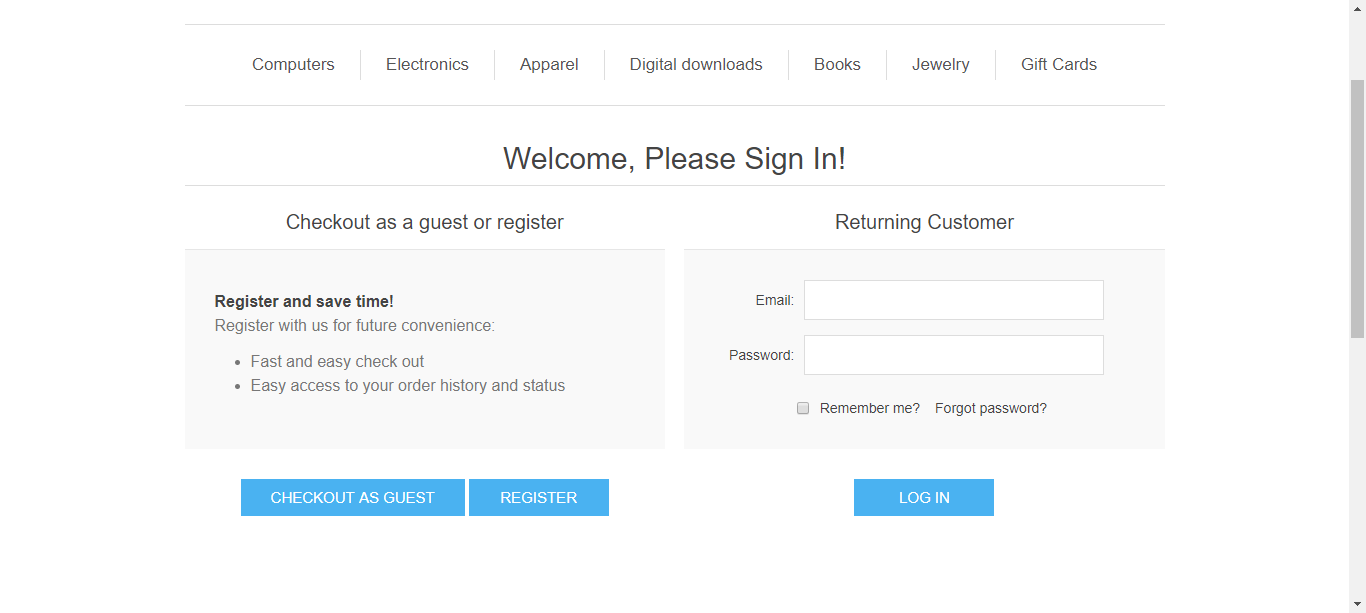 Computers Electronics Apparel Digital downloads Books Jewelry Gift Cards
Welcome, Please Sign In!
Checkout as a guest or register
Register and save time!
Register with us for future convenience:
• Fast and easy check out
• Easy access to your order history and status
CHECKOUT AS GUEST REGISTER
Returning Customer
Email:
Password:
Remember me? Forgot password?
LOG IN